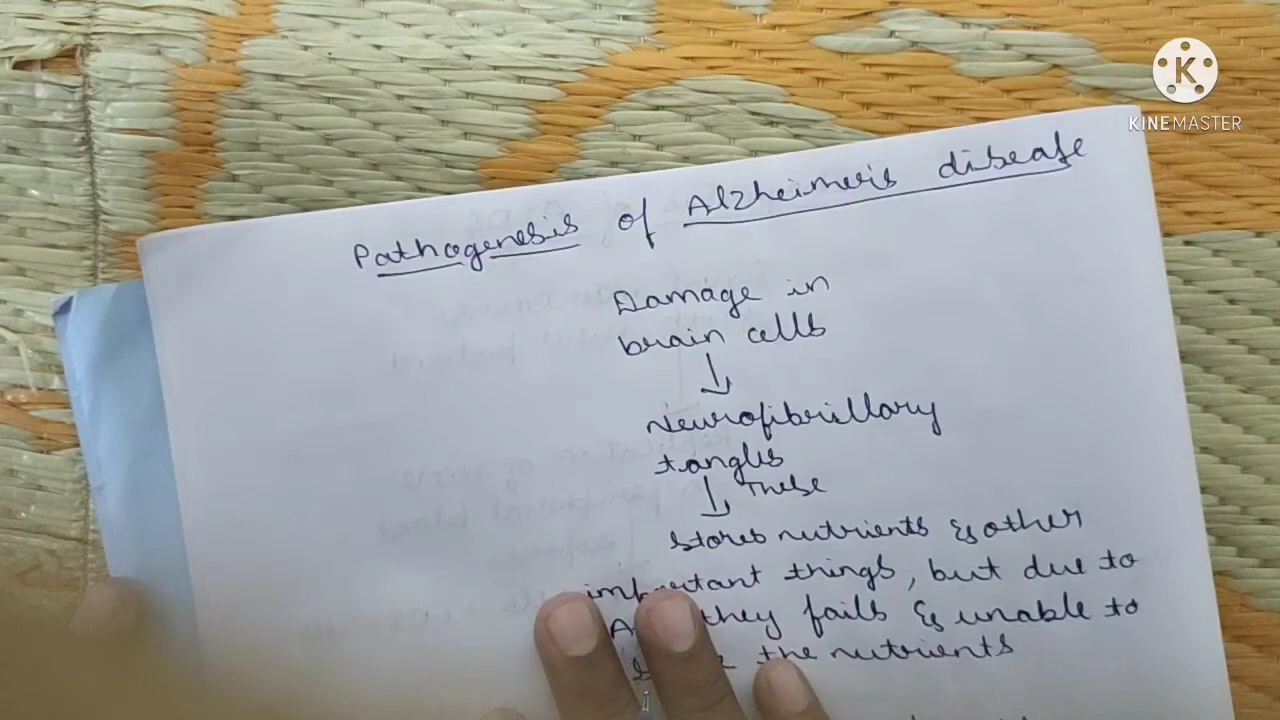 K
KINEMASTER
Pathogenesis of Alzheimer's disease
Damage in
brain cells
↓
Neurofibrillary
tangles
↓ These
stores nutrients & other
important things, but due to
they fails & unable to
the nutrients